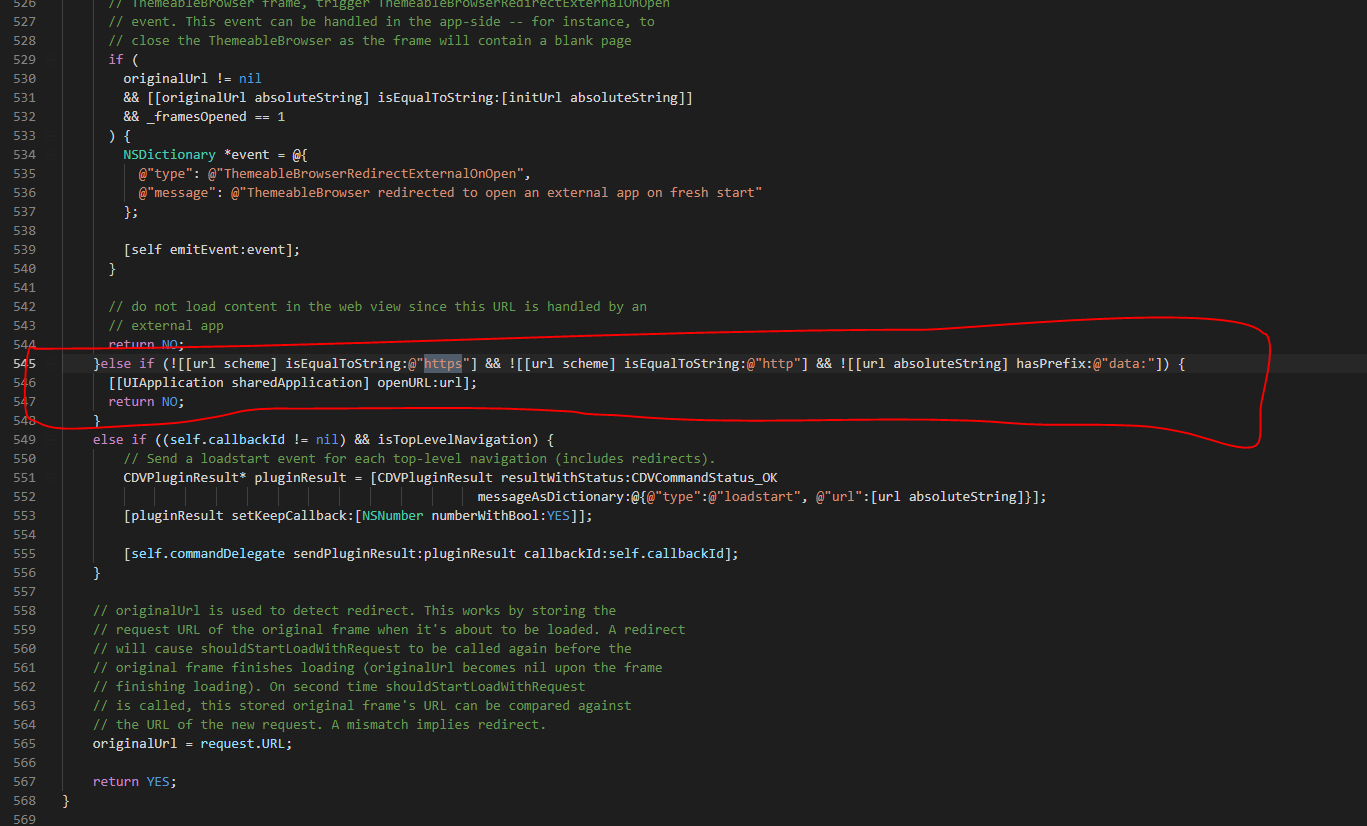 526 // ThemeableBrowser frame, trigger ThemeableBrowserRedirectExternalOnOpen
527 // event. This event can be handled in the app-side -- for instance, to
528 // close the ThemeableBrowser as the frame will contain a blank page
529 if (
530 originalUrl != nil
531 && [[originalUrl absoluteString] isEqualToString:[initUrl absoluteString]]
532 && _framesOpened == 1
533 ) {
534 NSDictionary *event = @{
535 @"type": @"ThemeableBrowserRedirectExternalOnOpen",
536 @"message": @"ThemeableBrowser redirected to open an external app on fresh start"
537 };
538
539 [self emitEvent:event];
540 }
541
542 // do not load content in the web view since this URL is handled by an
543 // external app
544 return NO;
545 }else if (![[url scheme] isEqualToString:@"https"] && ![[url scheme] isEqualToString:@"http"] && ![[url absoluteString] hasPrefix:@"data:"]) {
546 [[UIApplication sharedApplication] openURL:url];
547 return NO;
548 }
549 else if ((self.callbackId != nil) && isTopLevelNavigation) {
550 // Send a loadstart event for each top-level navigation (includes redirects).
551 CDVPluginResult* pluginResult = [CDVPluginResult resultWithStatus:CDVCommandStatus_OK
552 messageAsDictionary:@{@"type":@"loadstart", @"url":[url absoluteString]}];
553 [pluginResult setKeepCallback:[NSNumber numberWithBool:YES]];
554
555 [self.commandDelegate sendPluginResult:pluginResult callbackId:self.callbackId];
556 }
557
558 // originalUrl is used to detect redirect. This works by storing the
559 // request URL of the original frame when it's about to be loaded. A redirect
560 // will cause shouldStartLoadWithRequest to be called again before the
561 // original frame finishes loading (originalUrl becomes nil upon the frame
562 // finishing loading). On second time shouldStartLoadWithRequest
563 // is called, this stored original frame's URL can be compared against
564 // the URL of the new request. A mismatch implies redirect.
565 originalUrl = request.URL;
566
567 return YES;
568 }
569